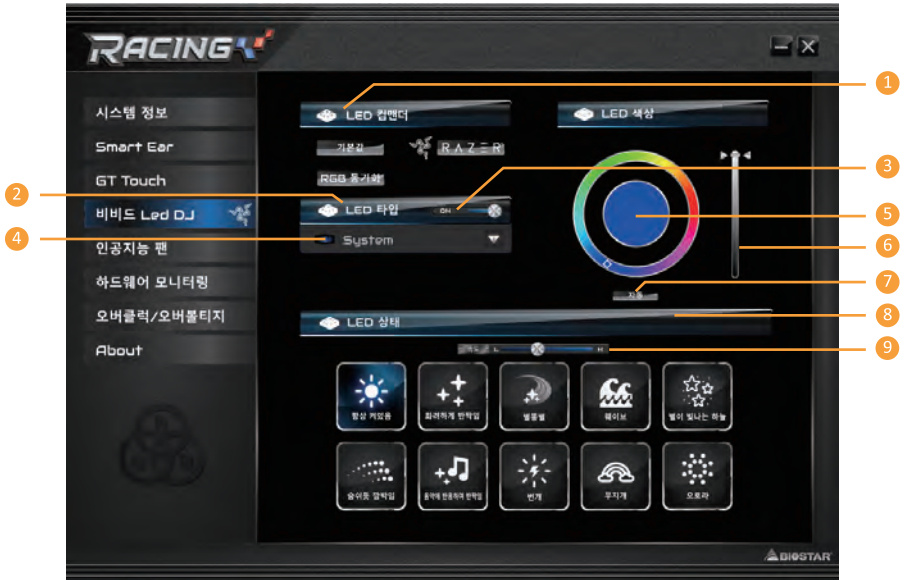 RACING
1
시스템 정보
LED 컴맨더
LED 색상
Smart Ear
기본값
RAZER
3
GT Touch
RGB 동기화
2
LED 타입
ON
비비드 Led DJ
5
4
System
인공지능 팬
6
하드웨어 모니터링
7
자동
오버클럭/오버볼티지
LED 상태
8
About
L
H
9
항상 켜있음
화려하게 반짝임
별똥별
웨이브
별이 빛나는 하늘
숨쉬듯 깜박임
음악에 반응하여 반짝임
번개
무지개
오로라
BIOSTAR